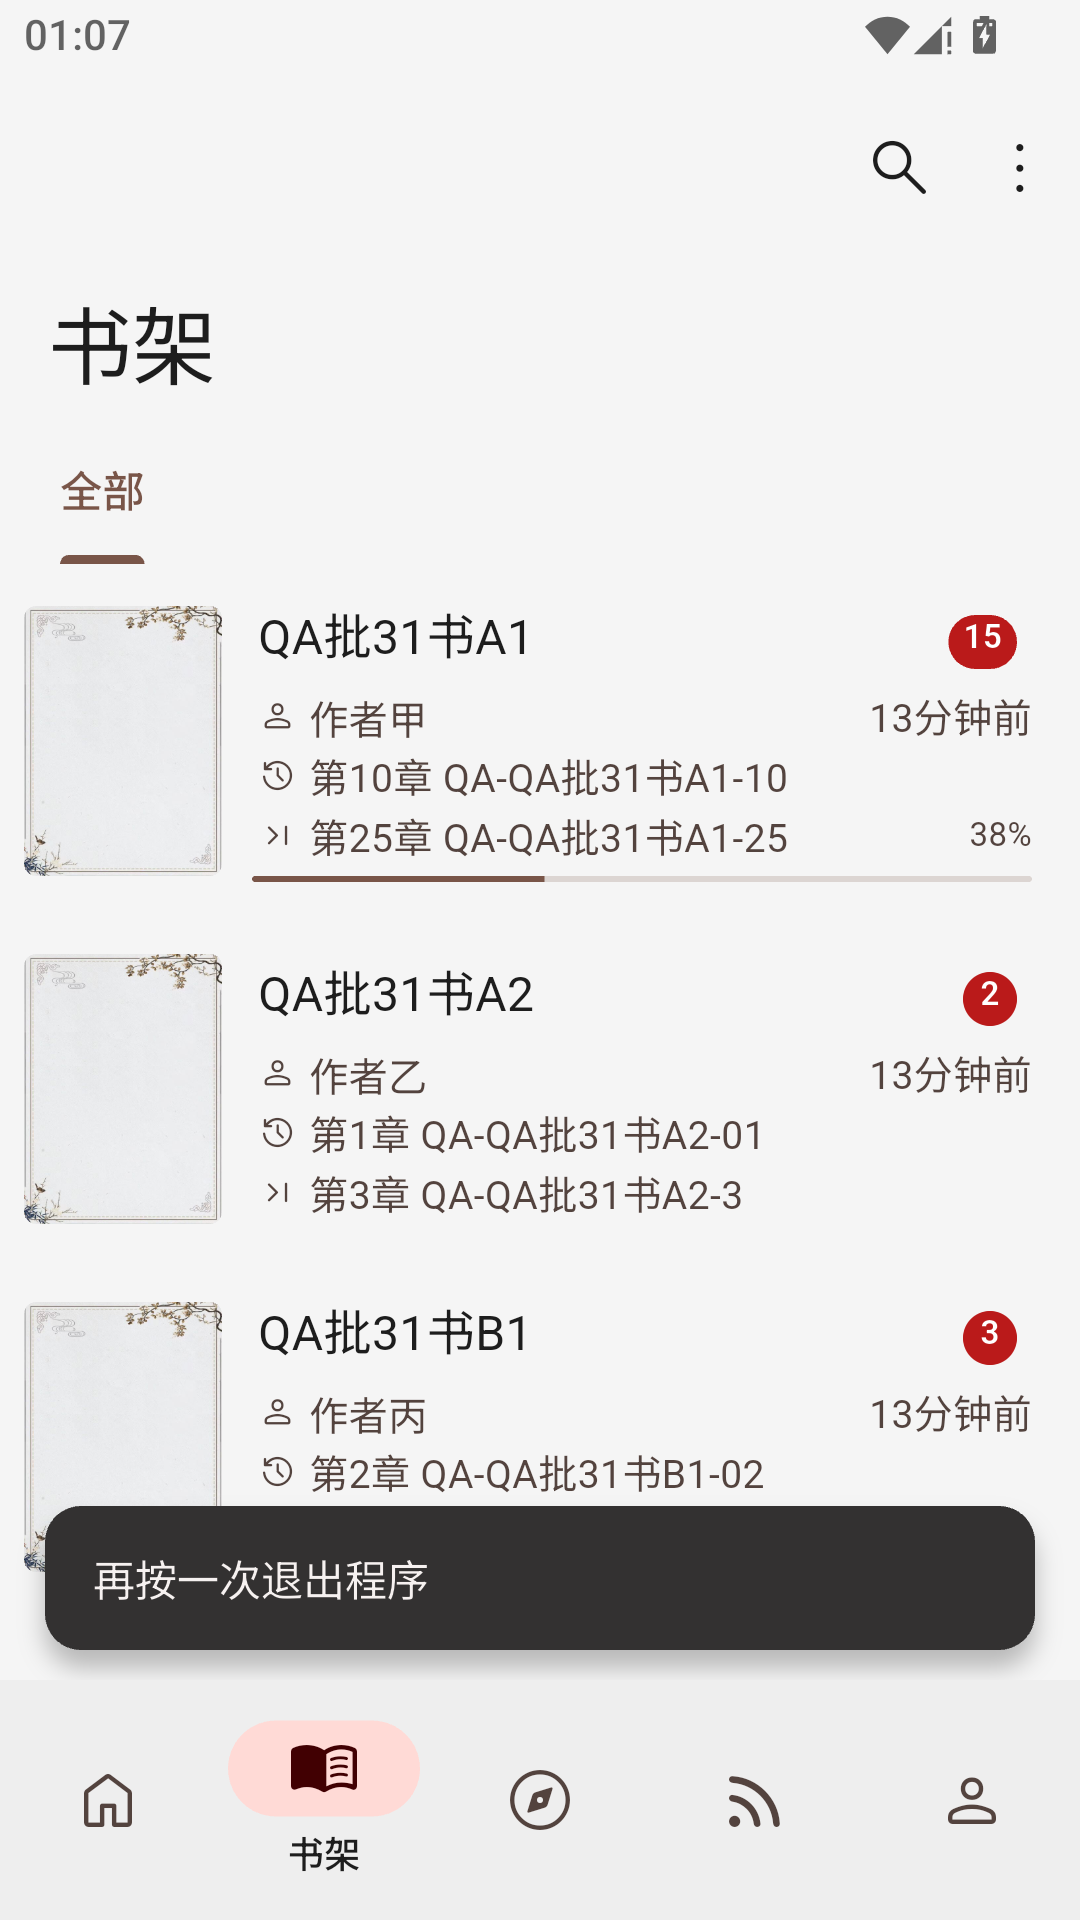 01:07
书架
全部
QA批31书A1
15
作者甲
13分钟前
第10章 QA-QA批31书A1-10
第25章 QA-QA批31书A1-25
38%
QA批31书A2
2
作者乙
13分钟前
第1章 QA-QA批31书A2-01
第3章 QA-QA批31书A2-3
QA批31书B1
3
作者丙
13分钟前
第2章 QA-QA批31书B1-02
再按一次退出程序
书架